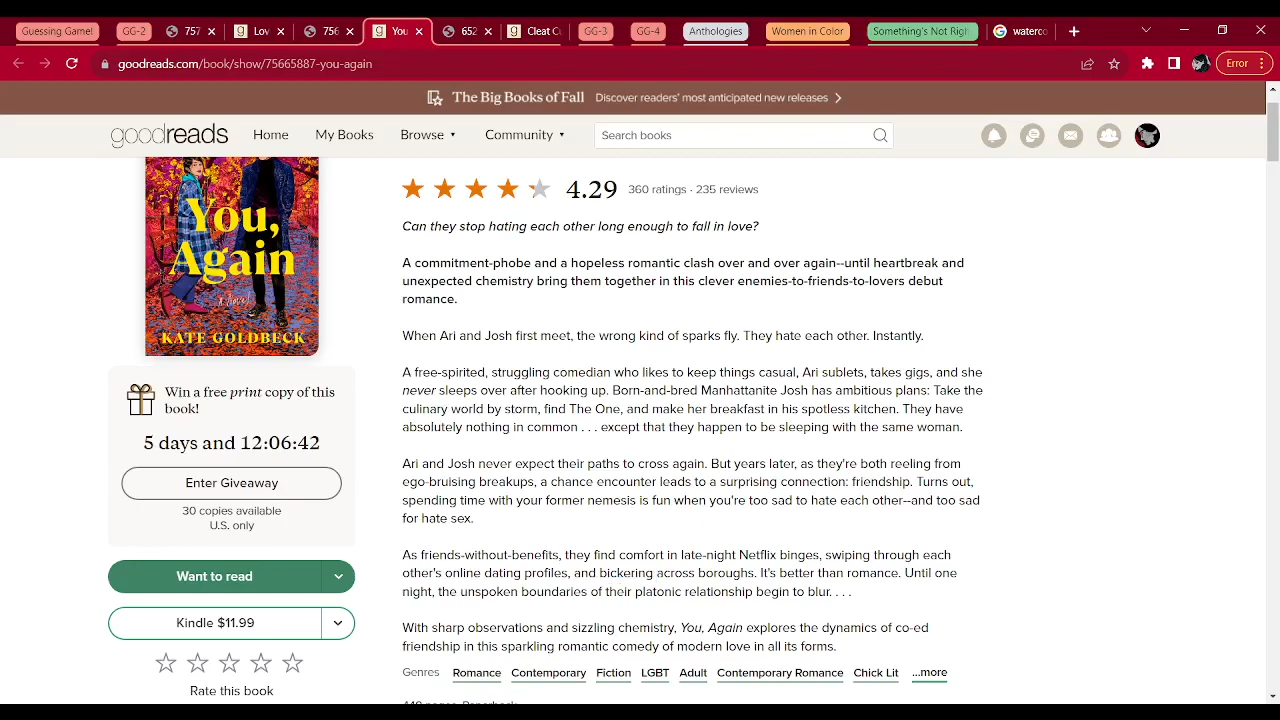 Guessing Game! GG-2 757 Lov 756 You 652 Cleat Cu GG-3 GG-4 Anthologies Women in Color Something's Not Righ waterco
goodreads.com/book/show/75665887-you-again Error
The Big Books of Fall Discover readers' most anticipated new releases
goodreads Home My Books Browse Community Search books
4.29 360 ratings · 235 reviews
You,
Again
A Novel
KATE GOLDBECK
Win a free print copy of this
book!
5 days and 12:06:42
Enter Giveaway
30 copies available
U.S. only
Want to read
Kindle $11.99
Rate this book
Can they stop hating each other long enough to fall in love?
A commitment-phobe and a hopeless romantic clash over and over again--until heartbreak and
unexpected chemistry bring them together in this clever enemies-to-friends-to-lovers debut
romance.
When Ari and Josh first meet, the wrong kind of sparks fly. They hate each other. Instantly.
A free-spirited, struggling comedian who likes to keep things casual, Ari sublets, takes gigs, and she
never sleeps over after hooking up. Born-and-bred Manhattanite Josh has ambitious plans: Take the
culinary world by storm, find The One, and make her breakfast in his spotless kitchen. They have
absolutely nothing in common . . . except that they happen to be sleeping with the same woman.
Ari and Josh never expect their paths to cross again. But years later, as they're both reeling from
ego-bruising breakups, a chance encounter leads to a surprising connection: friendship. Turns out,
spending time with your former nemesis is fun when you're too sad to hate each other--and too sad
for hate sex.
As friends-without-benefits, they find comfort in late-night Netflix binges, swiping through each
other's online dating profiles, and bickering across boroughs. It's better than romance. Until one
night, the unspoken boundaries of their platonic relationship begin to blur. . . .
With sharp observations and sizzling chemistry, You, Again explores the dynamics of co-ed
friendship in this sparkling romantic comedy of modern love in all its forms.
Genres Romance Contemporary Fiction LGBT Adult Contemporary Romance Chick Lit ...more